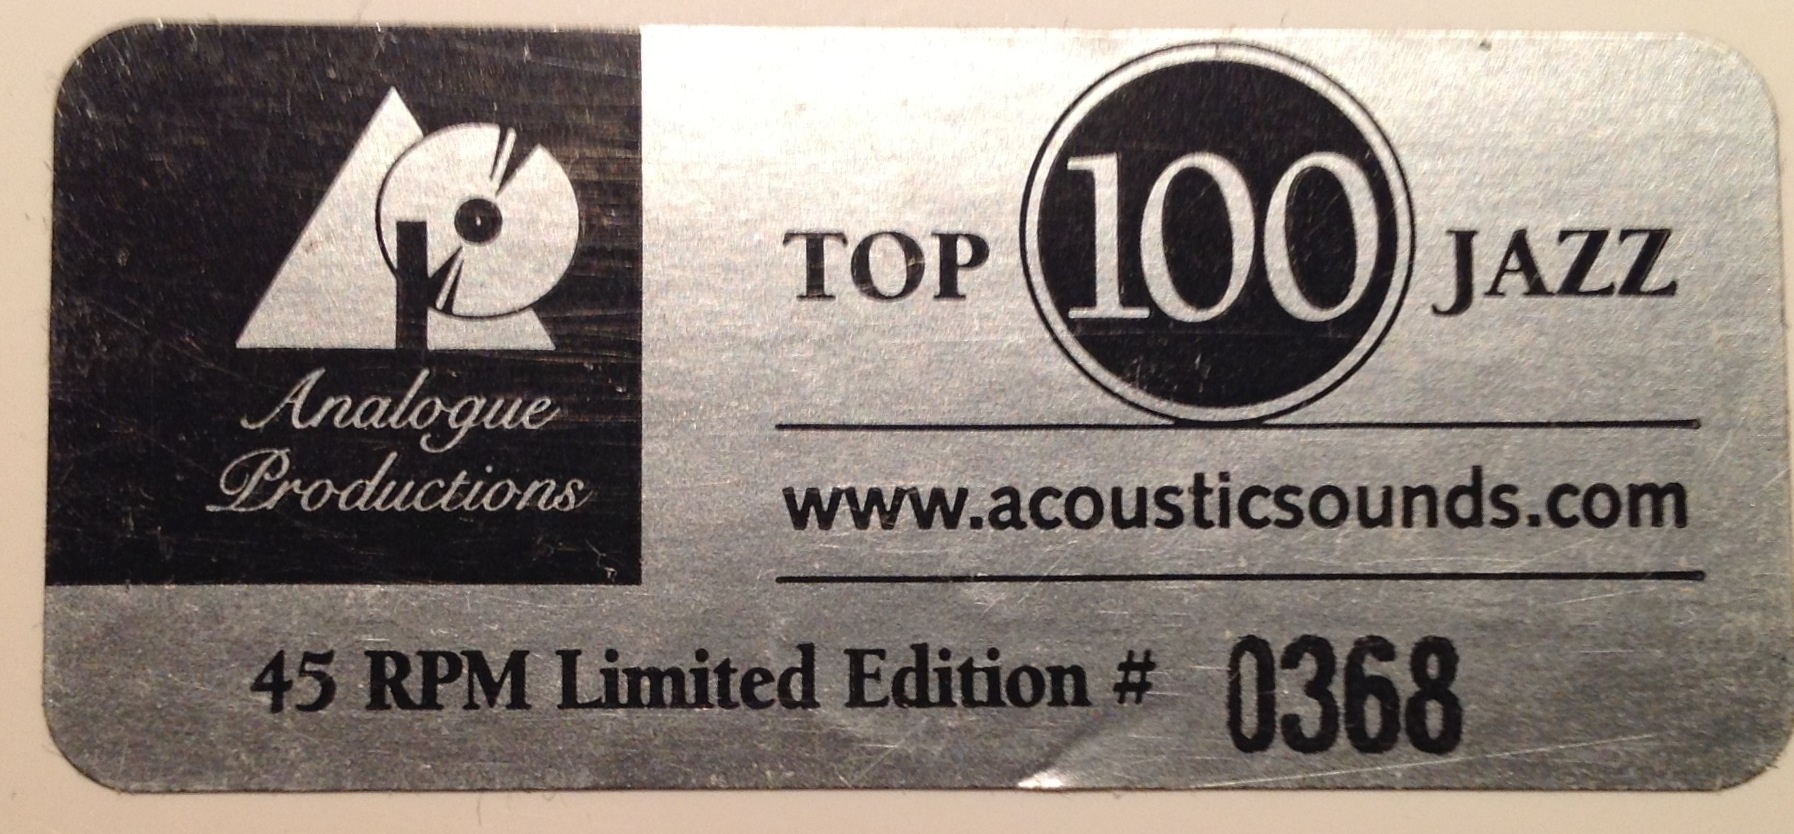 Analogue
Productions
TOP 100 JAZZ
www.acousticsounds.com
45 RPM Limited Edition # 0368